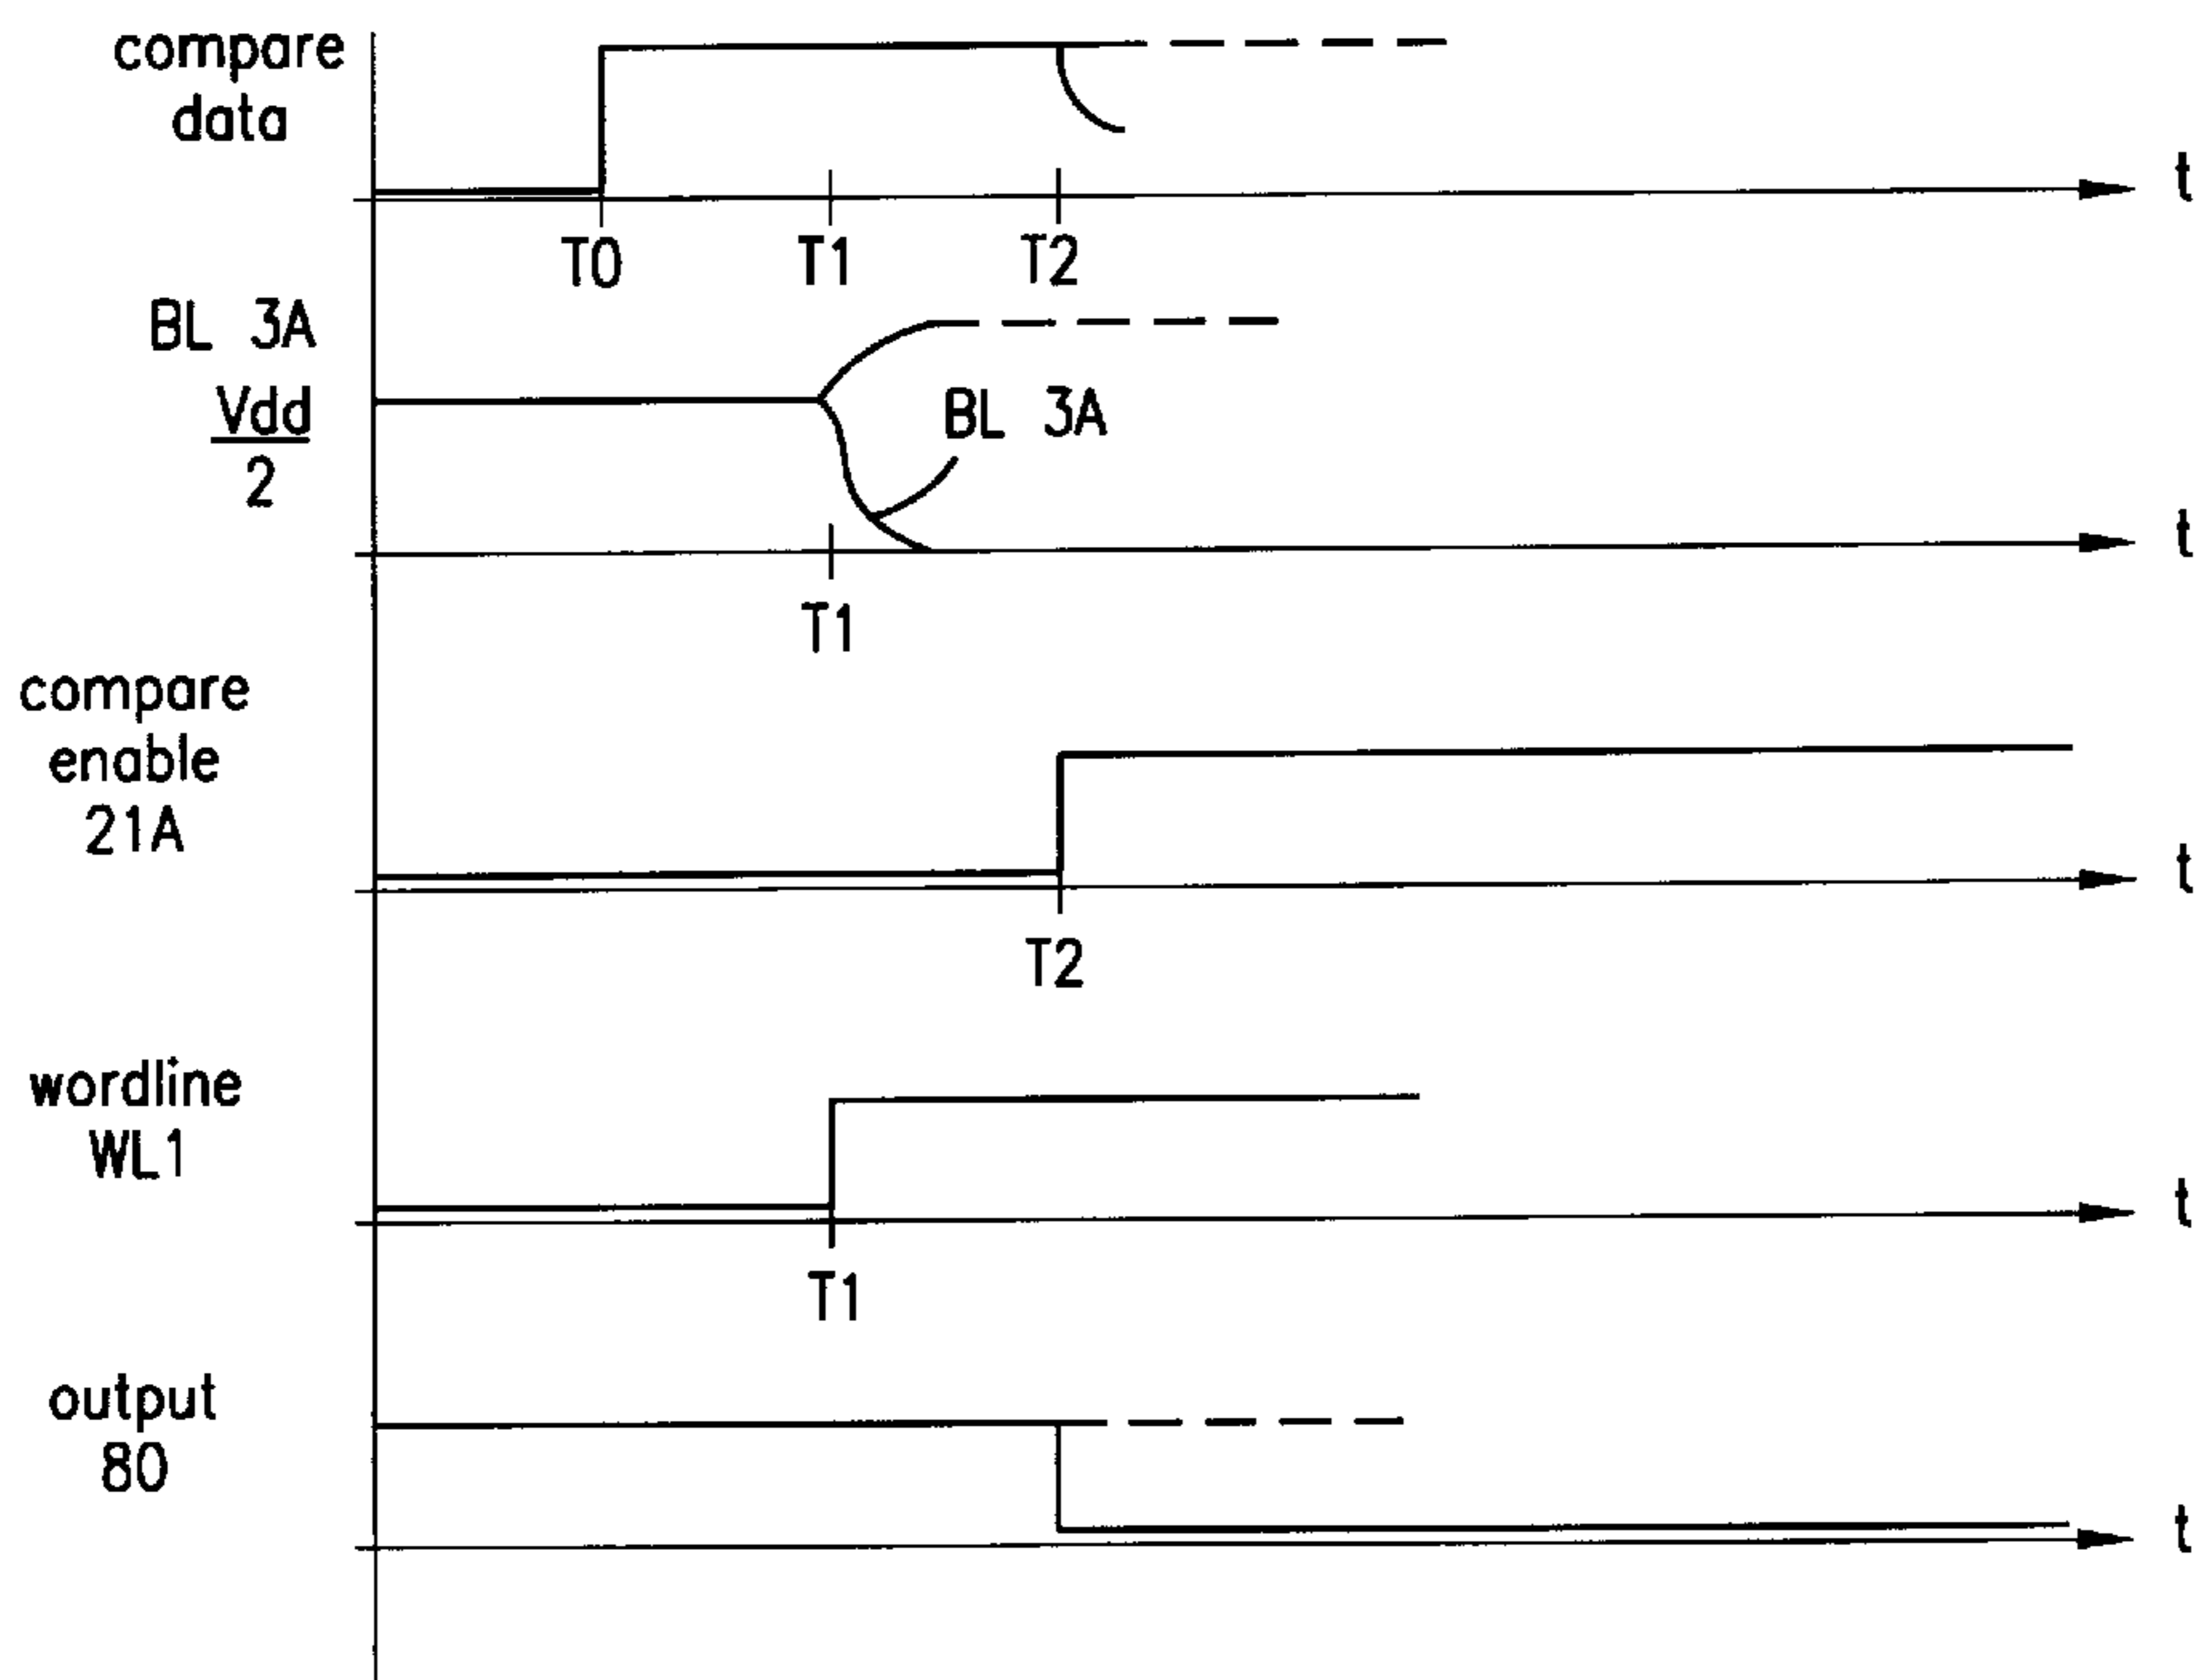 compare
data
t
T0 T1 T2
BL 3A
Vdd
2
BL 3A
t
T1
compare
enable
21A
t
T2
wordline
WL1
t
T1
output
80
t